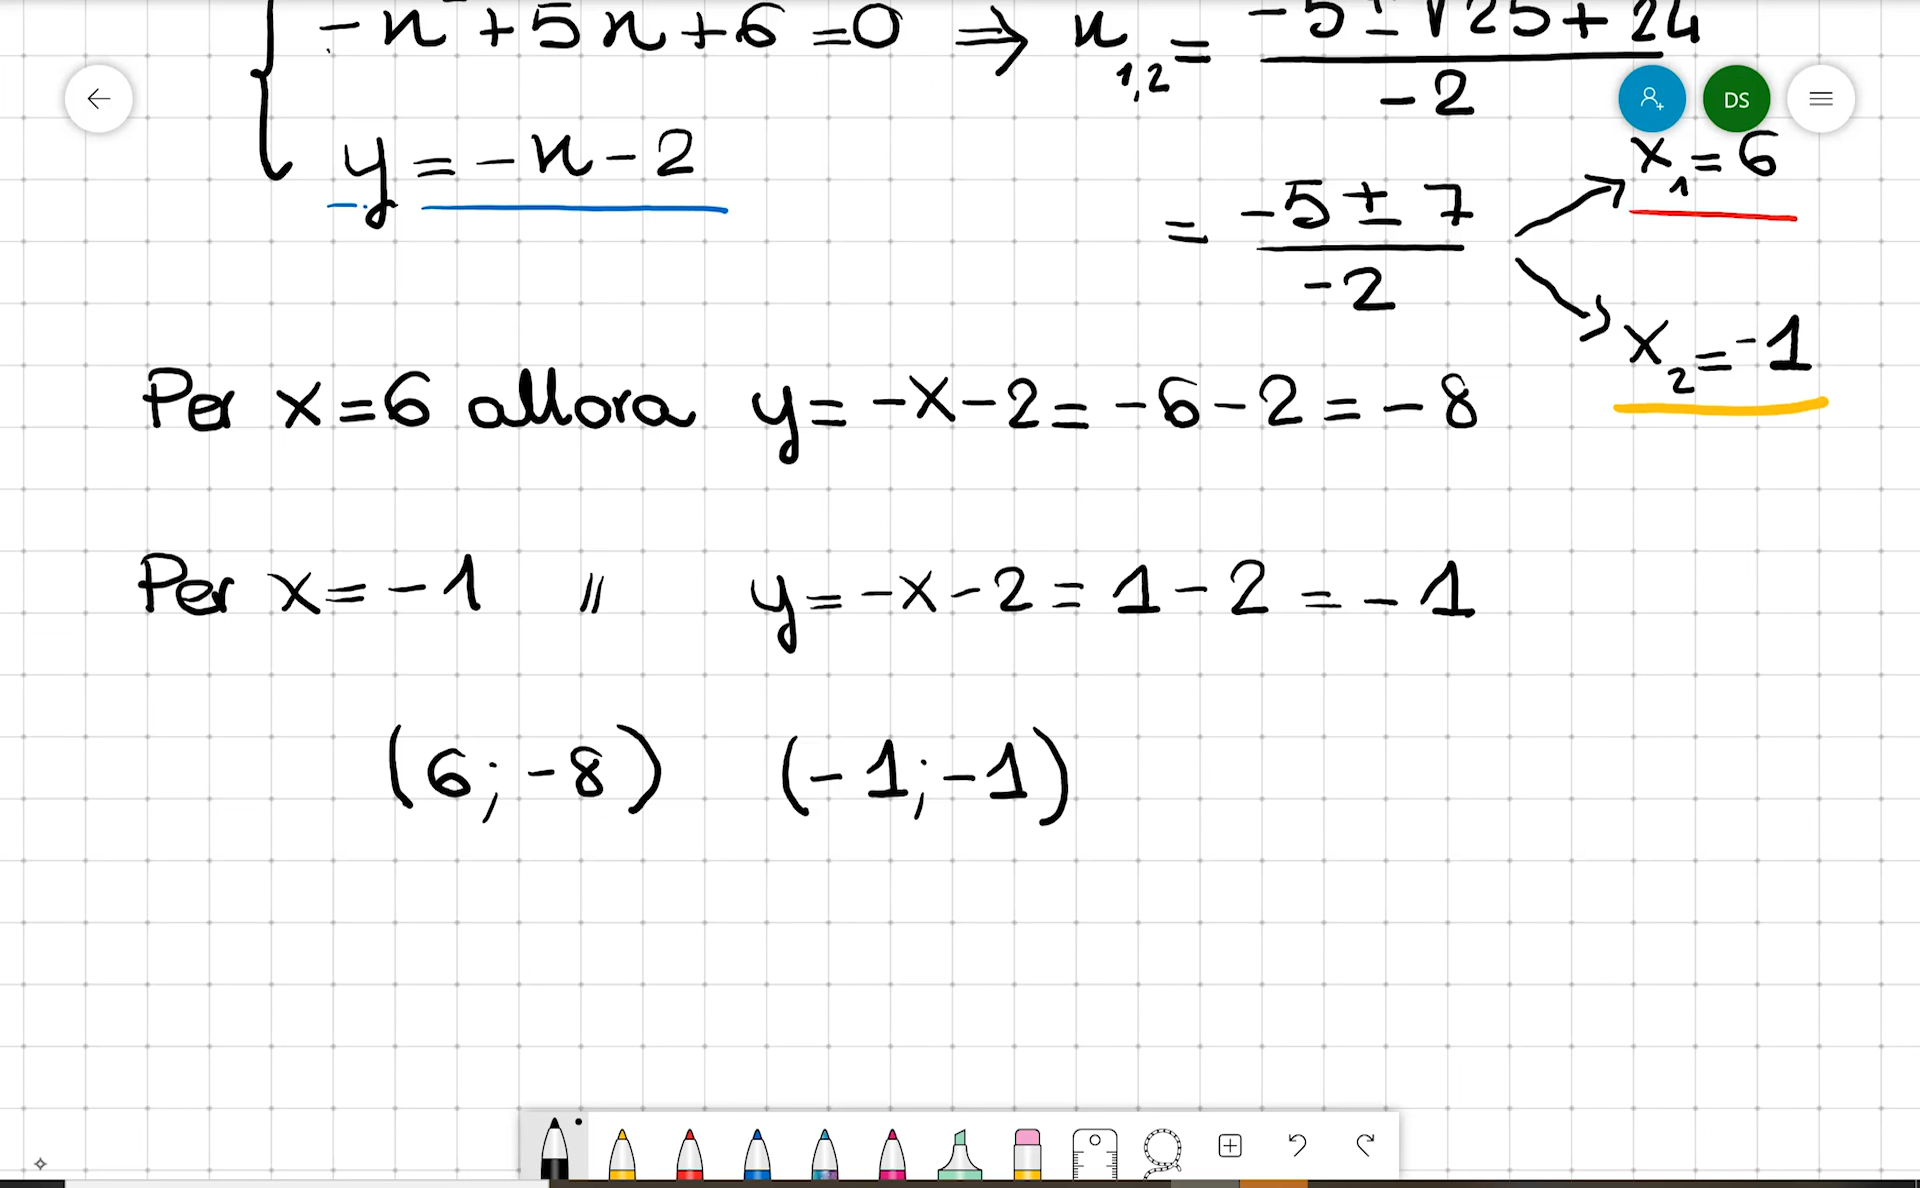 -x²+5x+6=0 ⇒ x₁,₂ = (-5±√25+24)/-2
DS
y=-x-2
= (-5±7)/-2
x₁=6
x₂=-1
Per x=6 allora y=-x-2=-6-2=-8
Per x=-1 〃 y=-x-2=1-2=-1
(6;-8) (-1;-1)